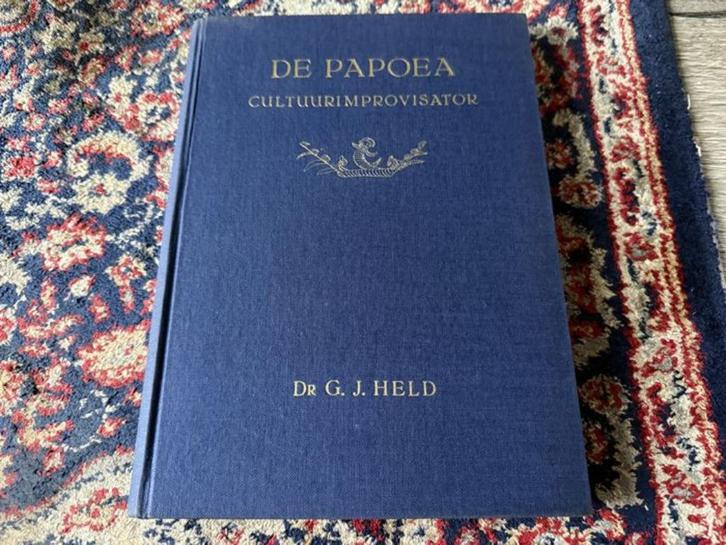 DE PAPOEA
CULTUURIMPROVISATOR
DR G. J. HELD